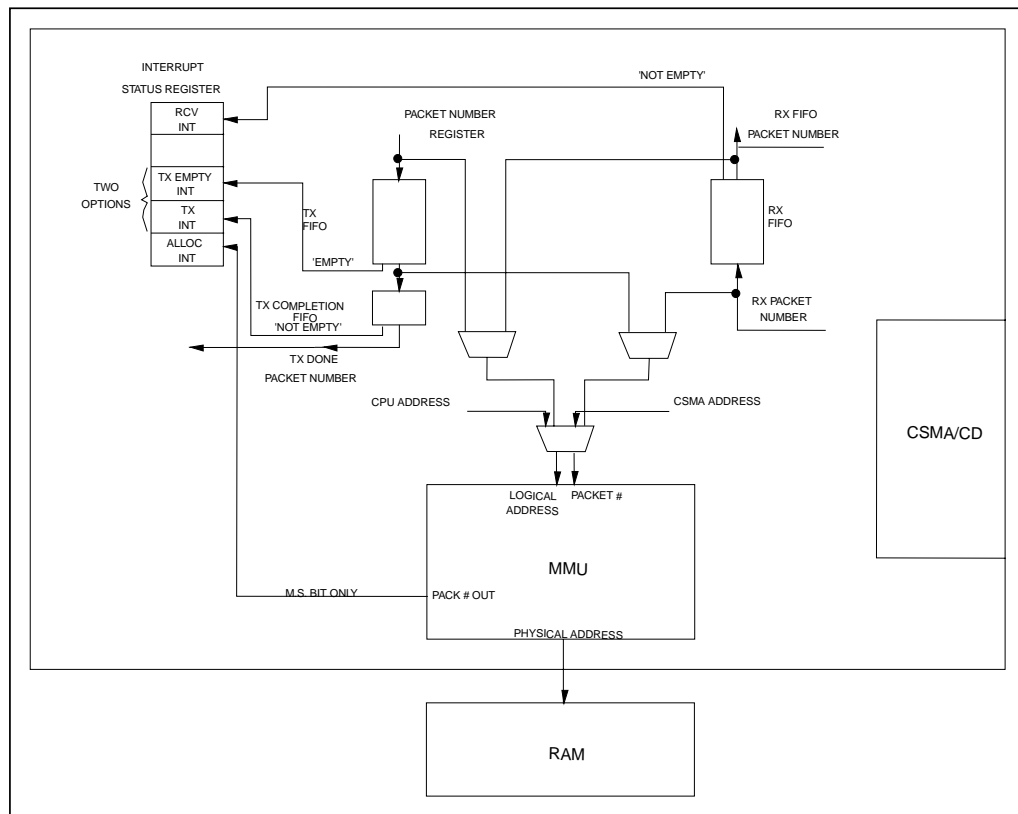 INTERRUPT
STATUS REGISTER
RCV
INT
TX EMPTY
INT
TX
INT
ALLOC
INT
TWO
OPTIONS
'NOT EMPTY'
PACKET NUMBER
REGISTER
RX FIFO
PACKET NUMBER
TX
FIFO
RX
FIFO
'EMPTY'
TX COMPLETION
FIFO
'NOT EMPTY'
TX DONE
PACKET NUMBER
RX PACKET
NUMBER
CPU ADDRESS
CSMA ADDRESS
CSMA/CD
LOGICAL
ADDRESS
PACKET #
MMU
M.S. BIT ONLY
PACK # OUT
PHYSICAL ADDRESS
RAM